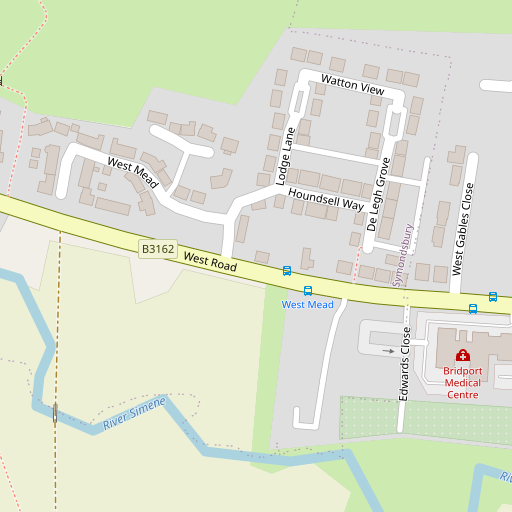 Watton View
Lodge Lane
West Mead
Houndsell Way
De Legh Grove
West Gables Close
Symondsbury
B3162
West Road
West Mead
Edwards Close
Bridport
Medical
Centre
River Simene